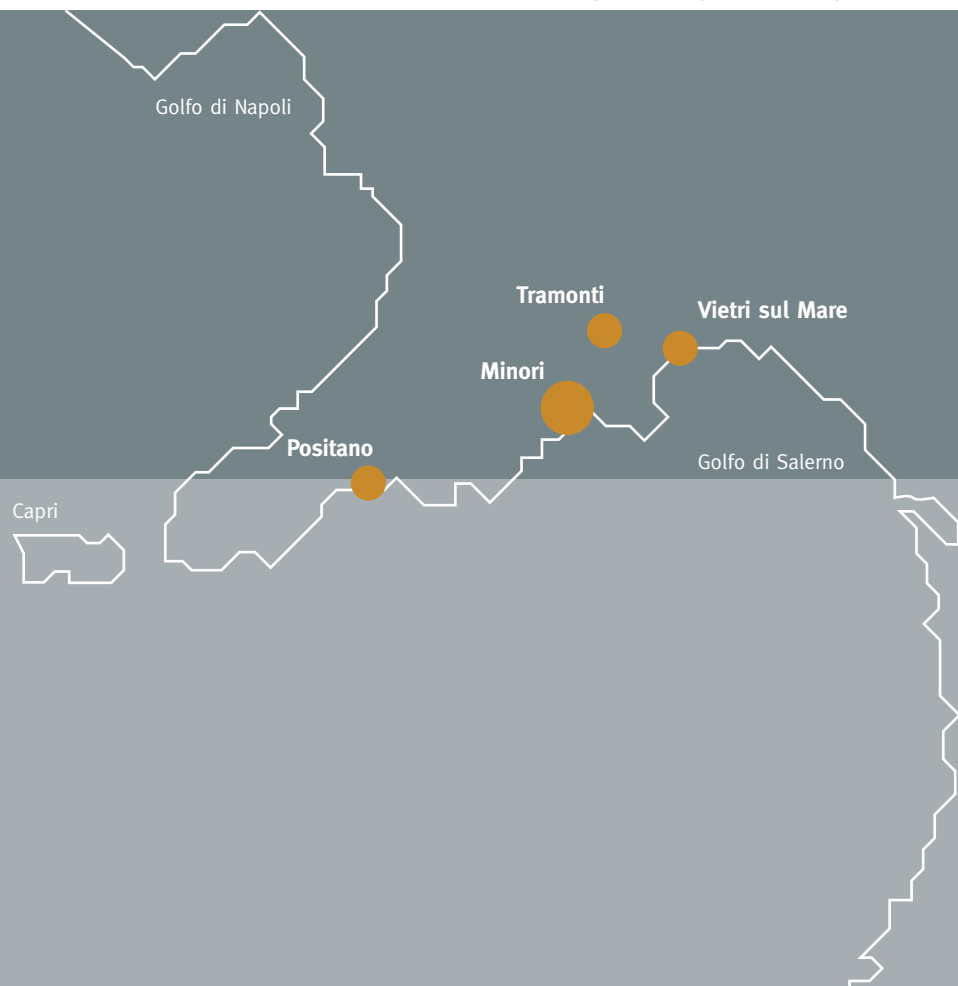 Golfo di Napoli
Tramonti
Vietri sul Mare
Minori
Positano
Golfo di Salerno
Capri